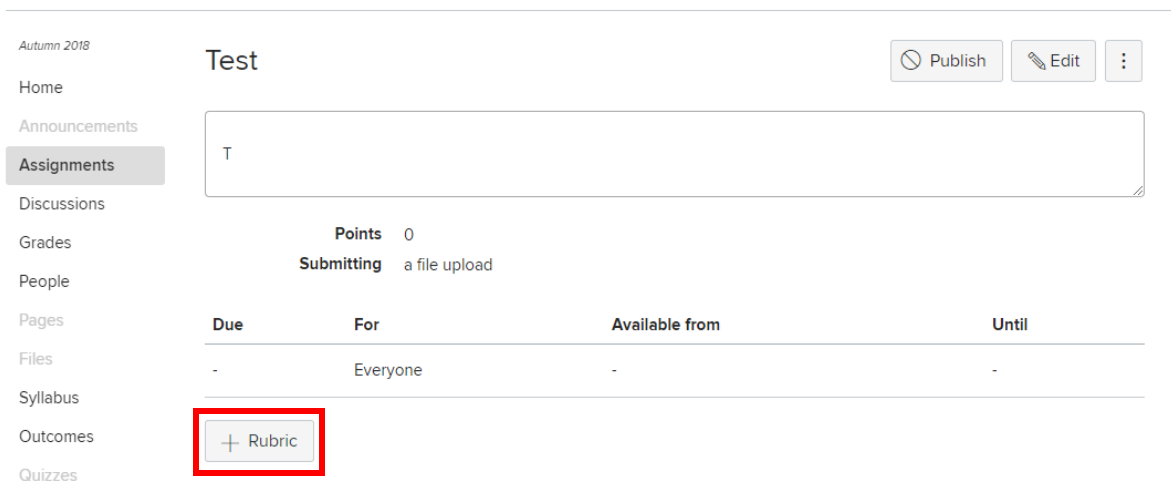 Autumn 2018
Home
Announcements
Assignments
Discussions
Grades
People
Pages
Files
Syllabus
Outcomes
Quizzes
Test
Publish Edit
T
Points 0
Submitting a file upload
Due For Available from Until
- Everyone - -
+ Rubric